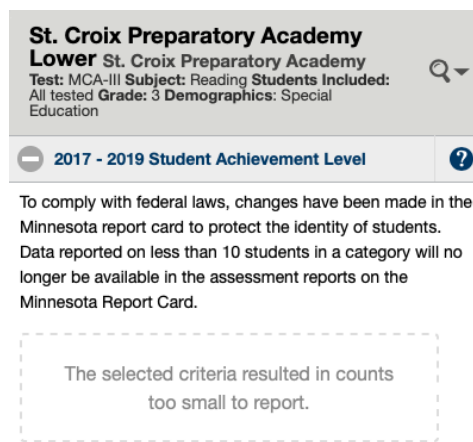 St. Croix Preparatory Academy
Lower St. Croix Preparatory Academy
Test: MCA-III Subject: Reading Students Included:
All tested Grade: 3 Demographics: Special
Education
2017 - 2019 Student Achievement Level ?
To comply with federal laws, changes have been made in the
Minnesota report card to protect the identity of students.
Data reported on less than 10 students in a category will no
longer be available in the assessment reports on the
Minnesota Report Card.
The selected criteria resulted in counts
too small to report.